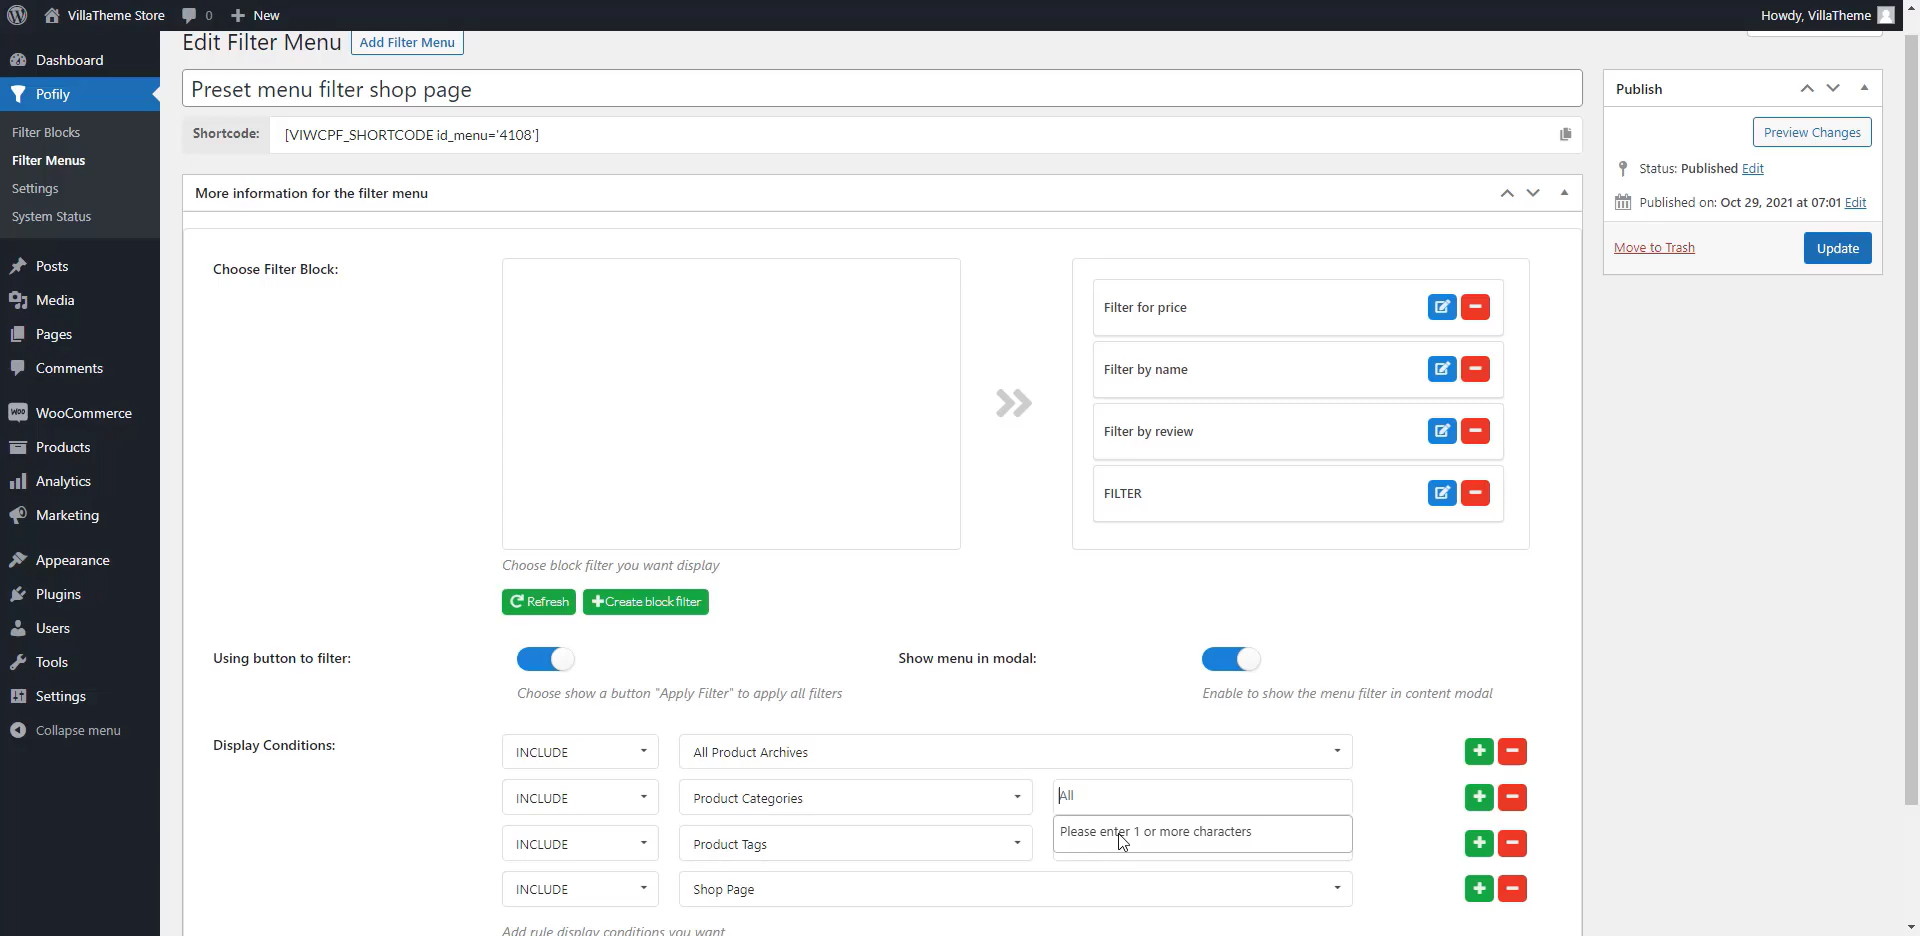 VillaTheme Store 0 New Howdy, VillaTheme
Dashboard
Pofily
Filter Blocks
Filter Menus
Settings
System Status
Posts
Media
Pages
Comments
WooCommerce
Products
Analytics
Marketing
Appearance
Plugins
Users
Tools
Settings
Collapse menu
Edit Filter Menu Add Filter Menu
Preset menu filter shop page
Shortcode: [VIWCPF_SHORTCODE id_menu='4108']
More information for the filter menu
Choose Filter Block:
Filter for price
Filter by name
Filter by review
FILTER
Choose block filter you want display
Refresh Create block filter
Using button to filter:
Choose show a button "Apply Filter" to apply all filters
Show menu in modal:
Enable to show the menu filter in content modal
Display Conditions:
INCLUDE All Product Archives
INCLUDE Product Categories All
Please enter 1 or more characters
INCLUDE Product Tags
INCLUDE Shop Page
Add rule display conditions you want
Publish
Preview Changes
Status: Published Edit
Published on: Oct 29, 2021 at 07:01 Edit
Move to Trash Update